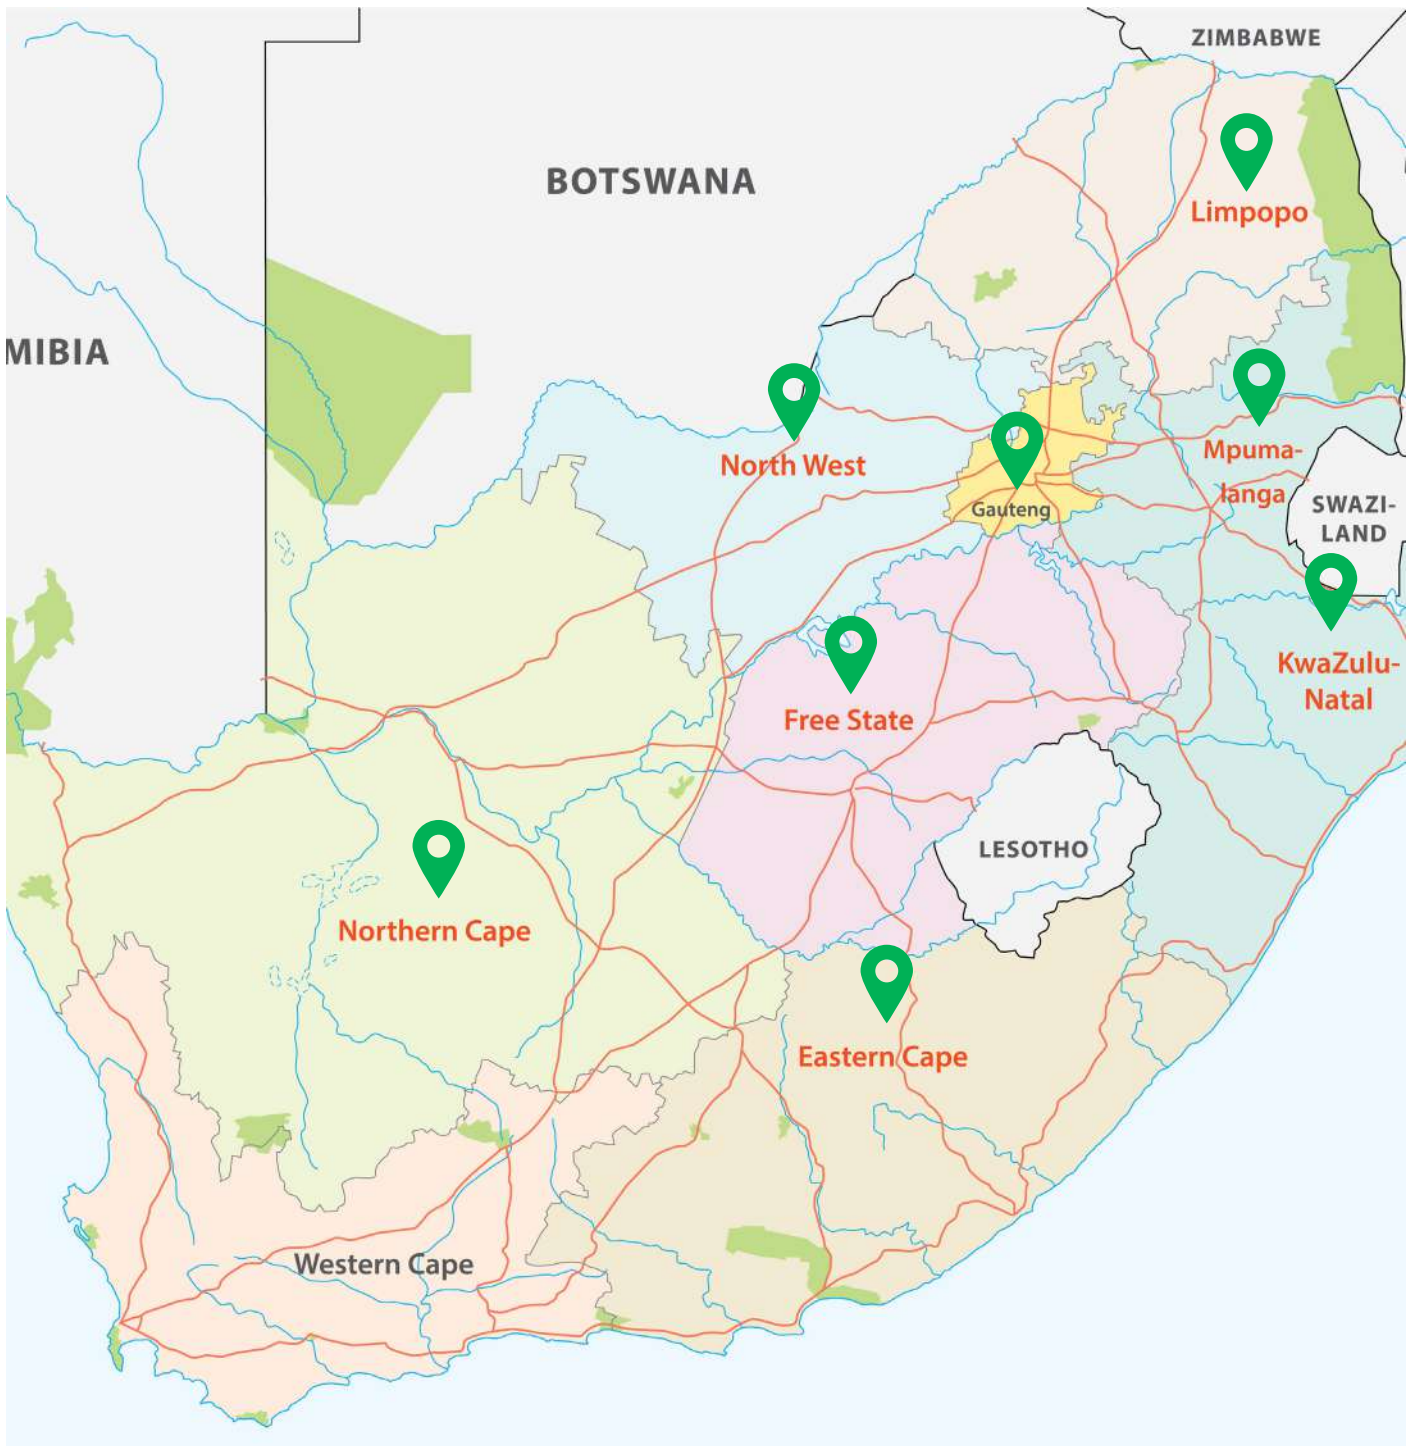 ZIMBABWE
BOTSWANA
Limpopo
MIBIA
North West
Mpuma-
langa
Gauteng
SWAZI-
LAND
KwaZulu-
Natal
Free State
LESOTHO
Northern Cape
Eastern Cape
Western Cape